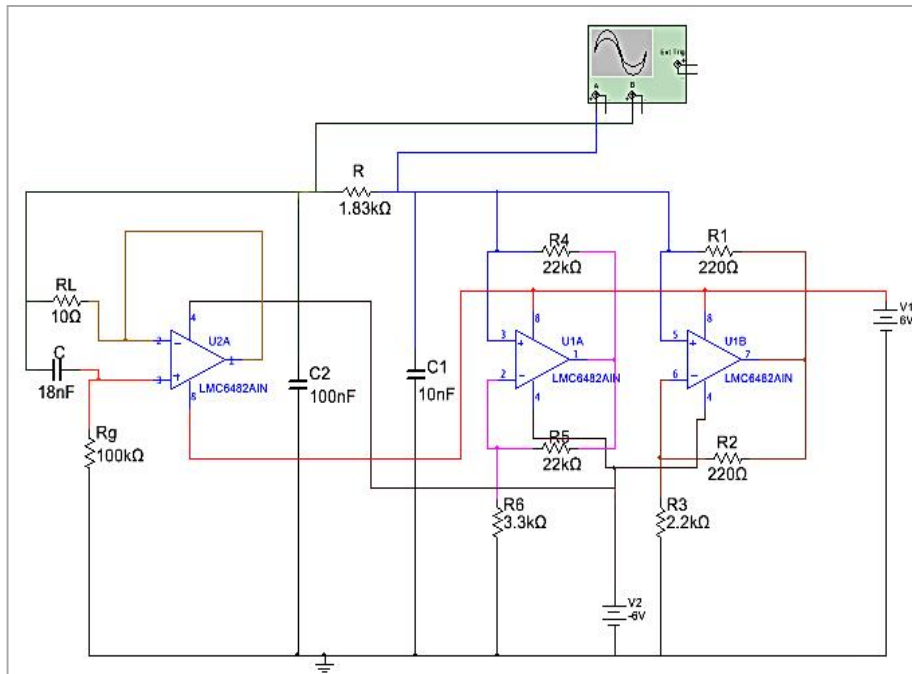 Ext Trig
+
A
B
R
1.83kΩ
R4
22kΩ
R1
220Ω
RL
10Ω
4
U2A
2
1
3
LMC6482AIN
8
C
18nF
C2
100nF
C1
10nF
V1
6V
8
3
U1A
1
2
LMC6482AIN
4
8
5
U1B
7
6
LMC6482AIN
4
Rg
100kΩ
R5
22kΩ
R2
220Ω
R6
3.3kΩ
R3
2.2kΩ
V2
-6V